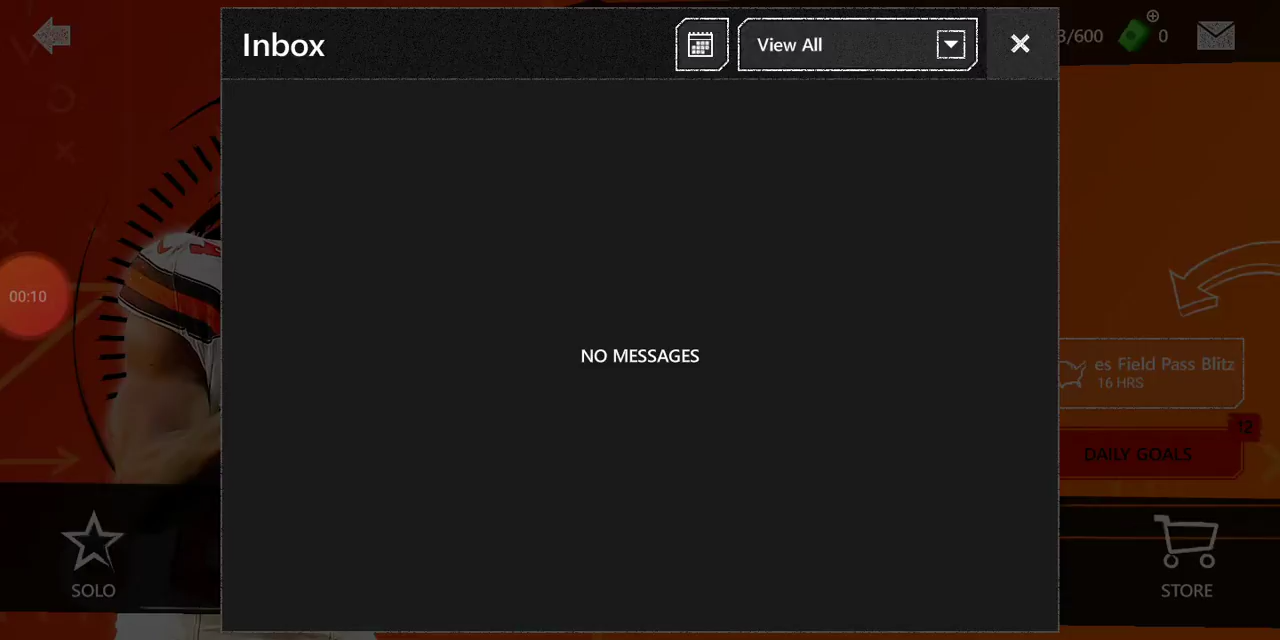 Inbox
View All
3/600
0
00:10
NO MESSAGES
es Field Pass Blitz
16 HRS
12
DAILY GOALS
SOLO
STORE